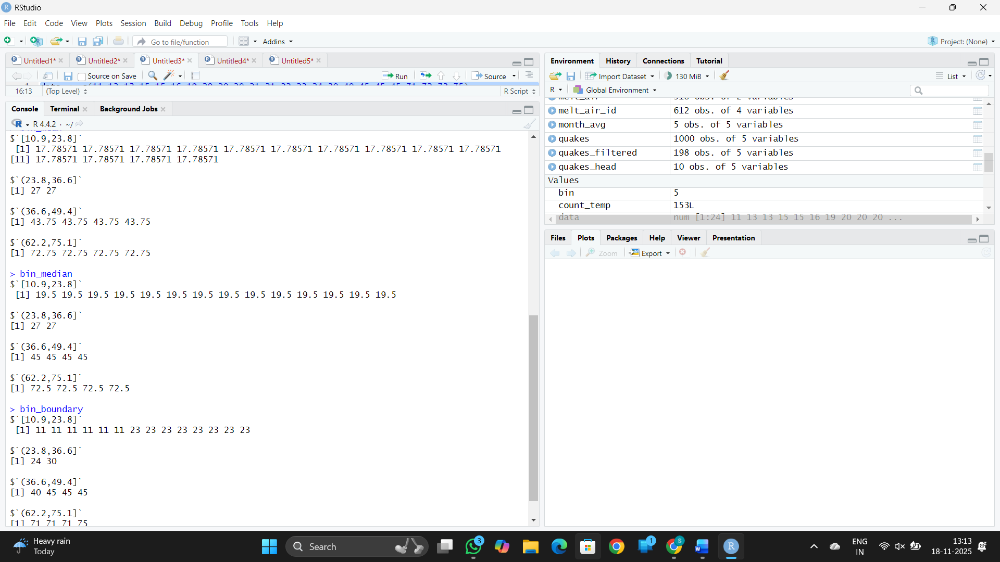 RStudio
File Edit Code View Plots Session Build Debug Profile Tools Help
Go to file/function
Addins
Project: (None)
Untitled1*
Untitled2*
Untitled3*
Untitled4*
Untitled5*
Source on Save
Run
Source
16:13
(Top Level)
R Script
Console
Terminal
Background Jobs
R 4.4.2 · ~/
$`[10.9,23.8]`
[1] 17.78571 17.78571 17.78571 17.78571 17.78571 17.78571 17.78571 17.78571 17.78571 17.78571
[11] 17.78571 17.78571 17.78571 17.78571
$`(23.8,36.6]`
[1] 27 27
$`(36.6,49.4]`
[1] 43.75 43.75 43.75 43.75
$`(62.2,75.1]`
[1] 72.75 72.75 72.75 72.75
> bin_median
$`[10.9,23.8]`
[1] 19.5 19.5 19.5 19.5 19.5 19.5 19.5 19.5 19.5 19.5 19.5 19.5 19.5 19.5
$`(23.8,36.6]`
[1] 27 27
$`(36.6,49.4]`
[1] 45 45 45 45
$`(62.2,75.1]`
[1] 72.5 72.5 72.5 72.5
> bin_boundary
$`[10.9,23.8]`
[1] 11 11 11 11 11 11 23 23 23 23 23 23 23 23
$`(23.8,36.6]`
[1] 24 30
$`(36.6,49.4]`
[1] 40 45 45 45
$`(62.2,75.1]`
[1] 71 71 71 75
Environment
History
Connections
Tutorial
Import Dataset
130 MiB
List
R
Global Environment
melt_air_id 612 obs. of 4 variables
month_avg 5 obs. of 5 variables
quakes 1000 obs. of 5 variables
quakes_filtered 198 obs. of 5 variables
quakes_head 10 obs. of 5 variables
Values
bin 5
count_temp 153L
data num [1:24] 11 13 13 15 15 16 19 20 20 20 ...
Files
Plots
Packages
Help
Viewer
Presentation
Zoom
Export
Heavy rain
Today
Search
3
1
S
ENG
IN
13:13
18-11-2025